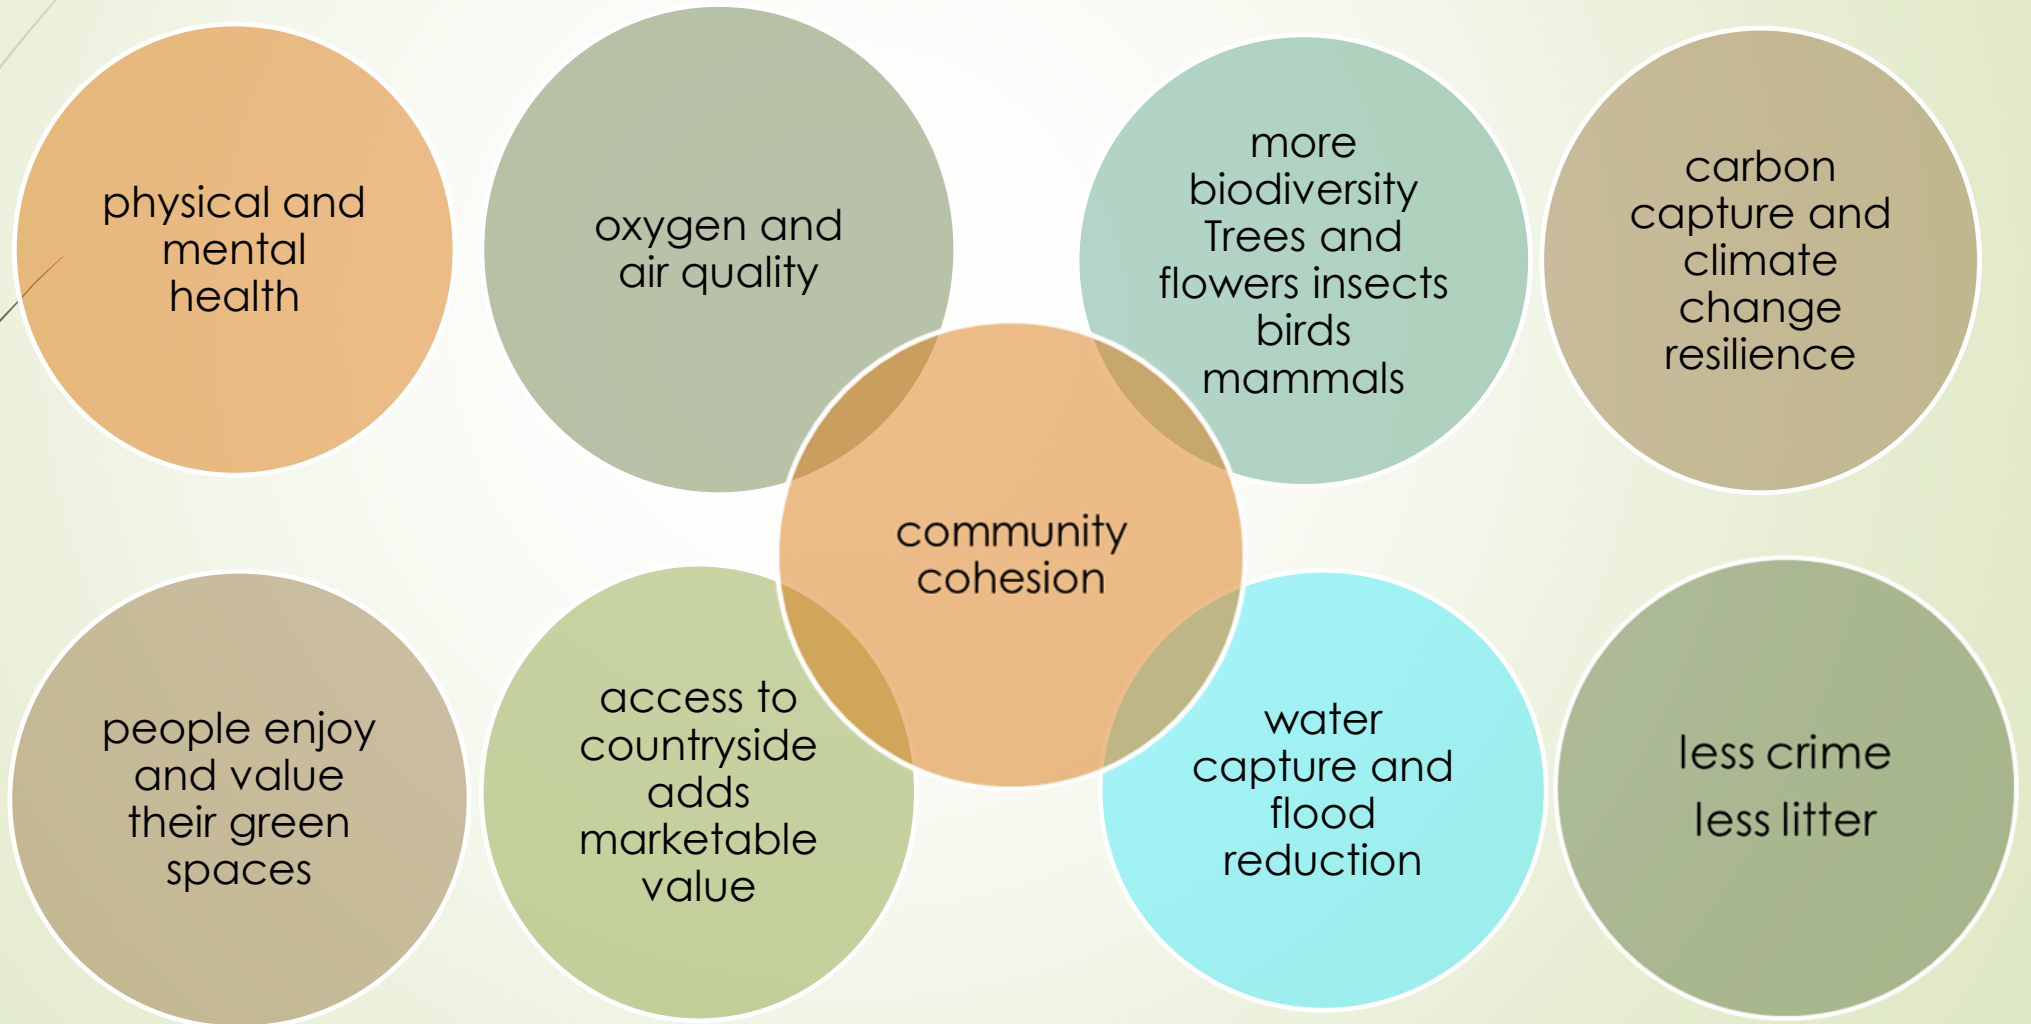 physical and
mental
health
oxygen and
air quality
more
biodiversity
Trees and
flowers insects
birds
mammals
carbon
capture and
climate
change
resilience
community
cohesion
people enjoy
and value
their green
spaces
access to
countryside
adds
marketable
value
water
capture and
flood
reduction
less crime
less litter